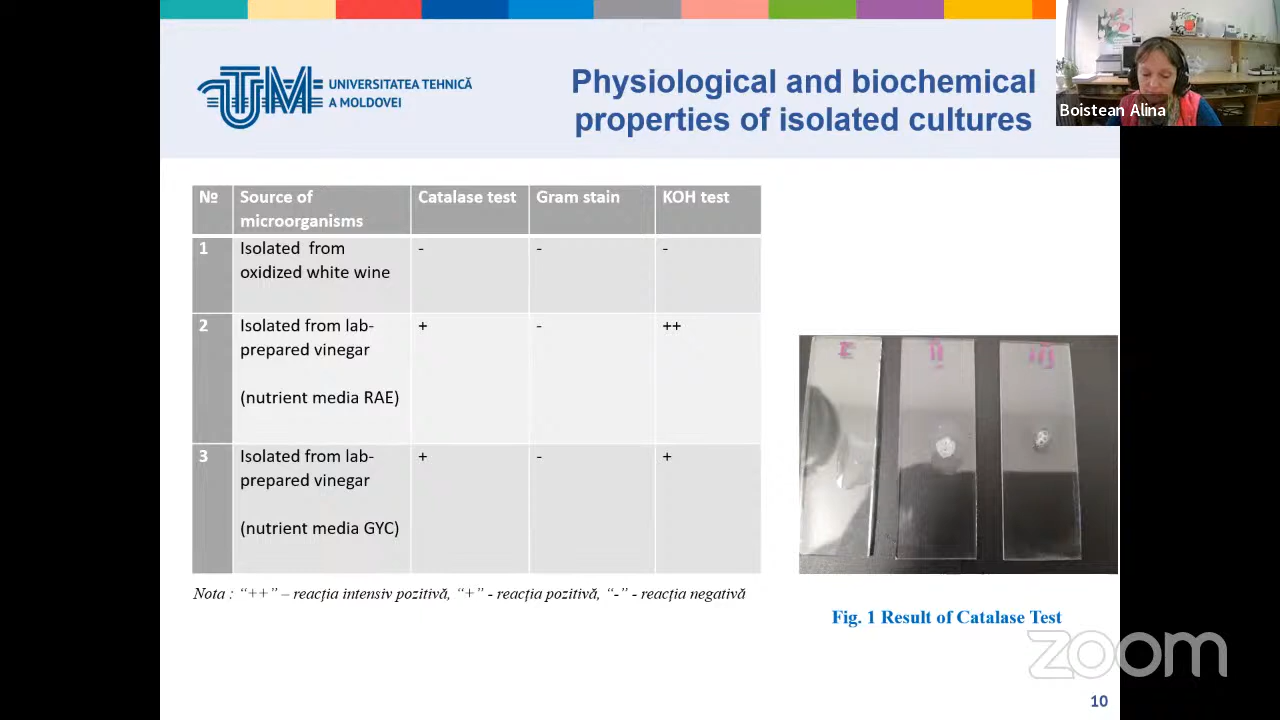 UNIVERSITATEA TEHNICĂ
A MOLDOVEI
Physiological and biochemical
properties of isolated cultures
Boistean Alina
№ Source of microorganisms Catalase test Gram stain KOH test
1 Isolated from oxidized white wine - - -
2 Isolated from lab-prepared vinegar (nutrient media RAE) + - ++
3 Isolated from lab-prepared vinegar (nutrient media GYC) + - +
Nota : “++” – reacția intensiv pozitivă, “+” - reacția pozitivă, “-” - reacția negativă
I II III
Fig. 1 Result of Catalase Test
zoom
10